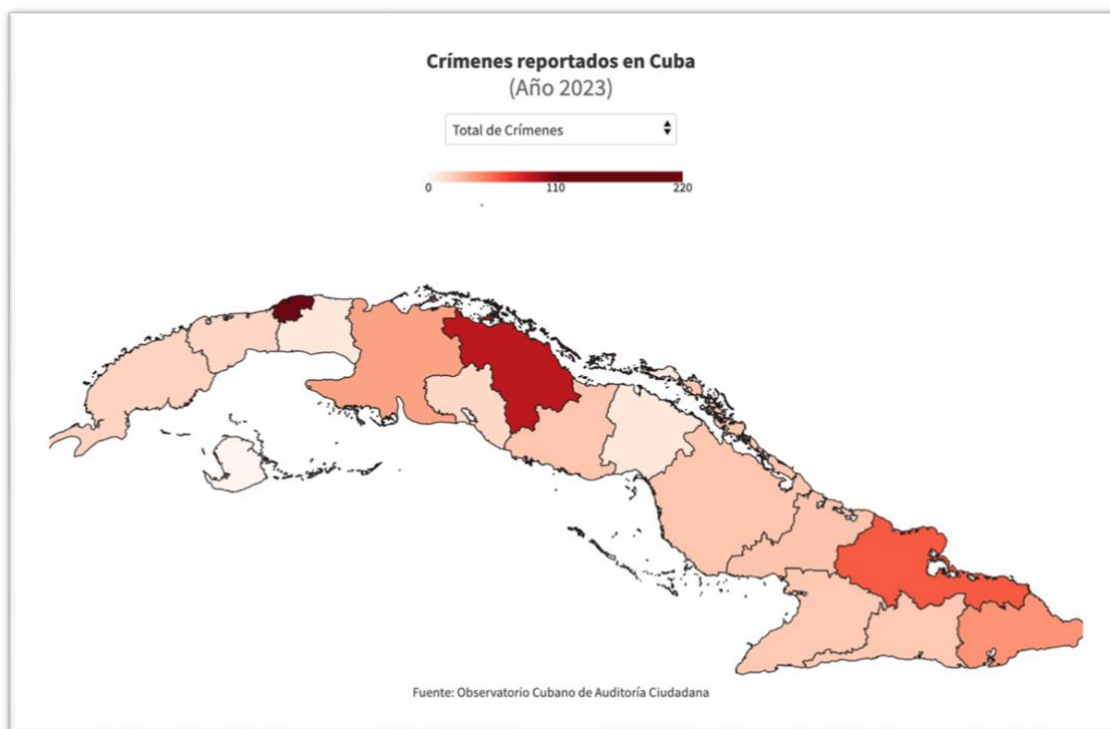 Crímenes reportados en Cuba
(Año 2023)
Total de Crímenes
0 110 220
Fuente: Observatorio Cubano de Auditoría Ciudadana